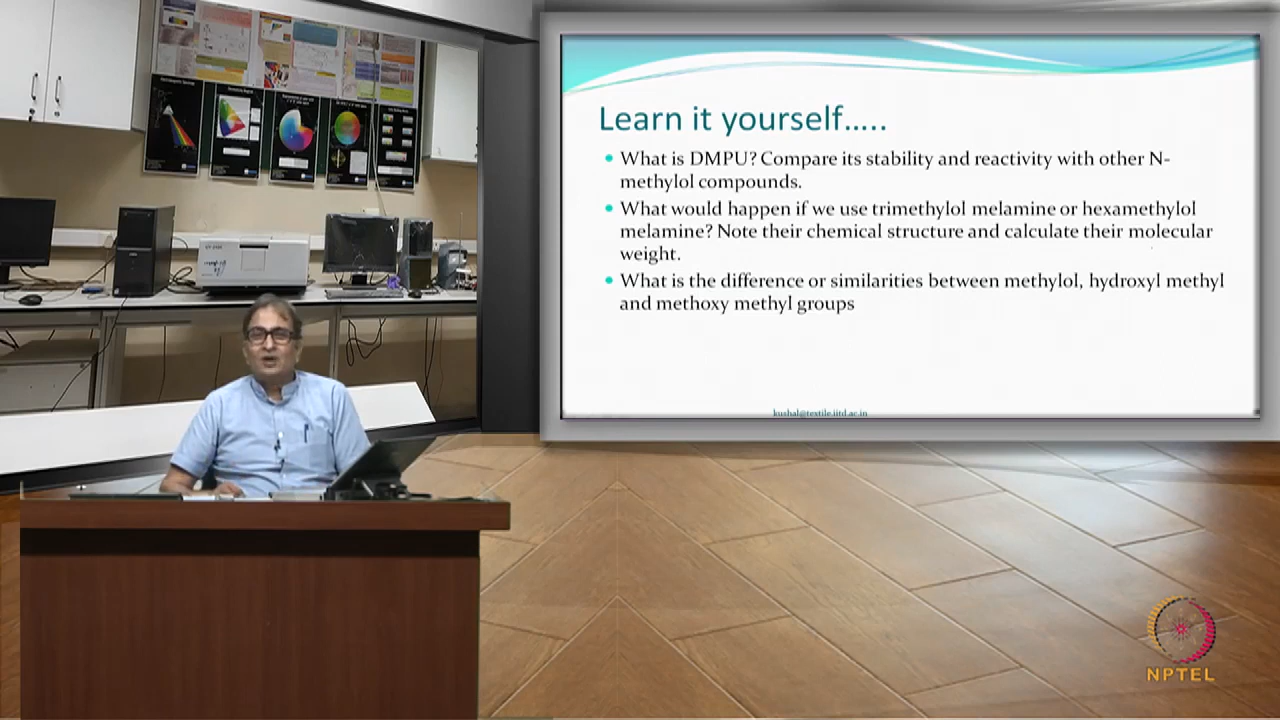 Learn it yourself.....
What is DMPU? Compare its stability and reactivity with other N-
methylol compounds.
What would happen if we use trimethylol melamine or hexamethylol
melamine? Note their chemical structure and calculate their molecular
weight.
What is the difference or similarities between methylol, hydroxyl methyl
and methoxy methyl groups
kushal@textile.iitd.ac.in
NPTEL